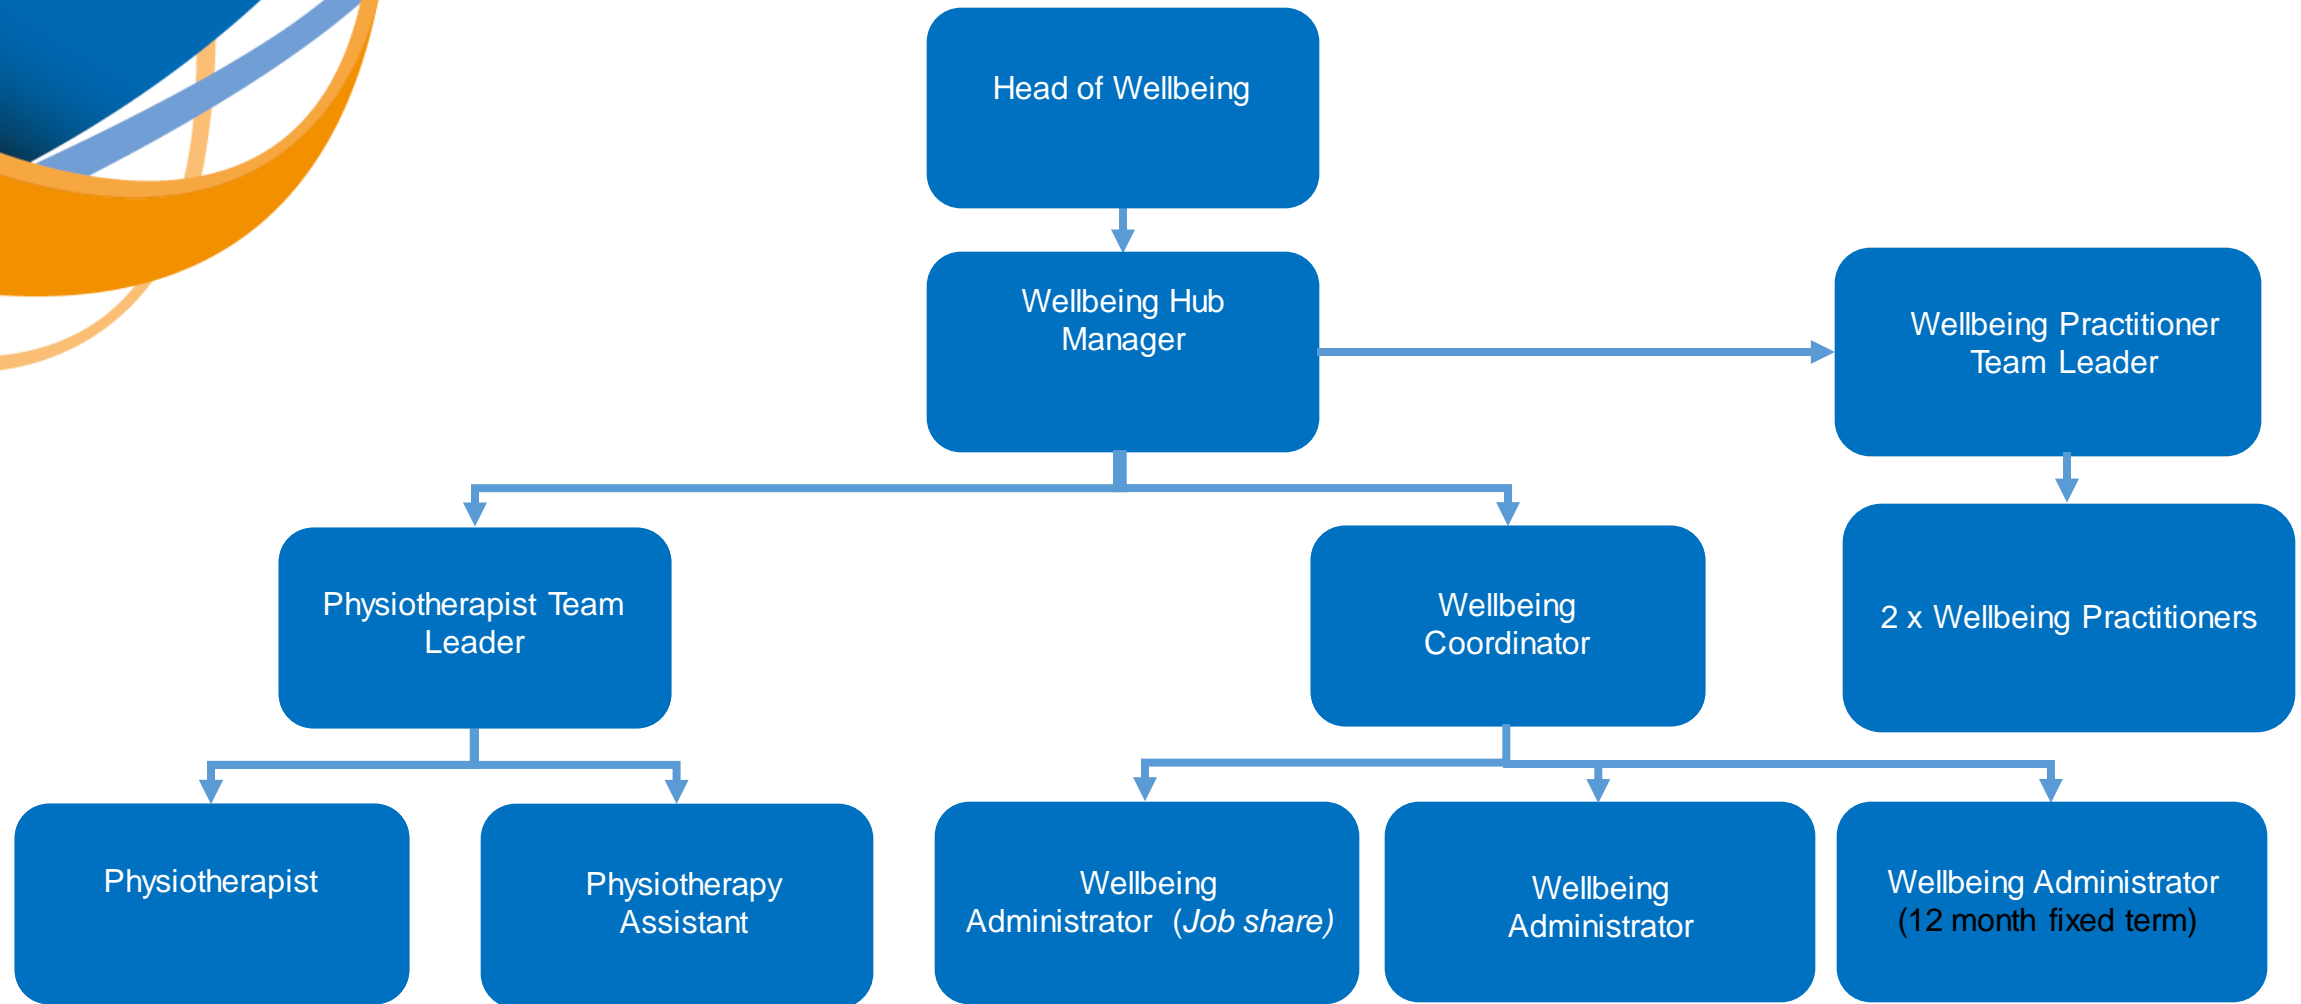 Head of Wellbeing
Wellbeing Hub
Manager
Wellbeing Practitioner
Team Leader
Physiotherapist Team
Leader
Wellbeing
Coordinator
2 x Wellbeing Practitioners
Physiotherapist
Physiotherapy
Assistant
Wellbeing
Administrator (Job share)
Wellbeing
Administrator
Wellbeing Administrator
(12 month fixed term)